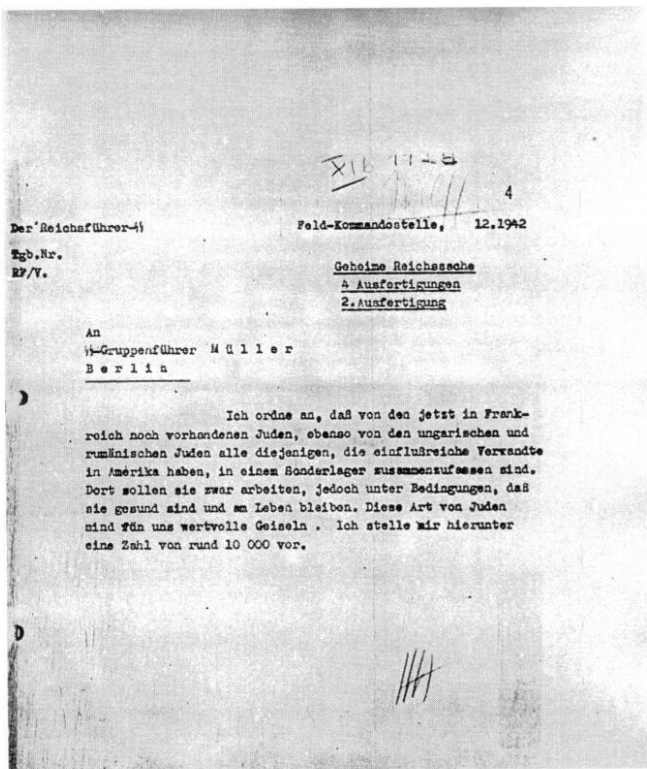 4
Der Reichsführer-SS
Feld-Kommandostelle, 12.1942
Tgb.Nr.
RF/V.
Geheime Reichssache
4 Ausfertigungen
2.Ausfertigung
An
SS-Gruppenführer M ü l l e r
B e r l i n
Ich ordne an, daß von den jetzt in Frank-
reich noch vorhandenen Juden, ebenso von den ungarischen und
rumänischen Juden alle diejenigen, die einflußreiche Verwandte
in Amerika haben, in einem Sonderlager zusammenzufassen sind.
Dort sollen sie zwar arbeiten, jedoch unter Bedingungen, daß
sie gesund sind und am Leben bleiben. Diese Art von Juden
sind für uns wertvolle Geiseln . Ich stelle mir hierunter
eine Zahl von rund 10 000 vor.